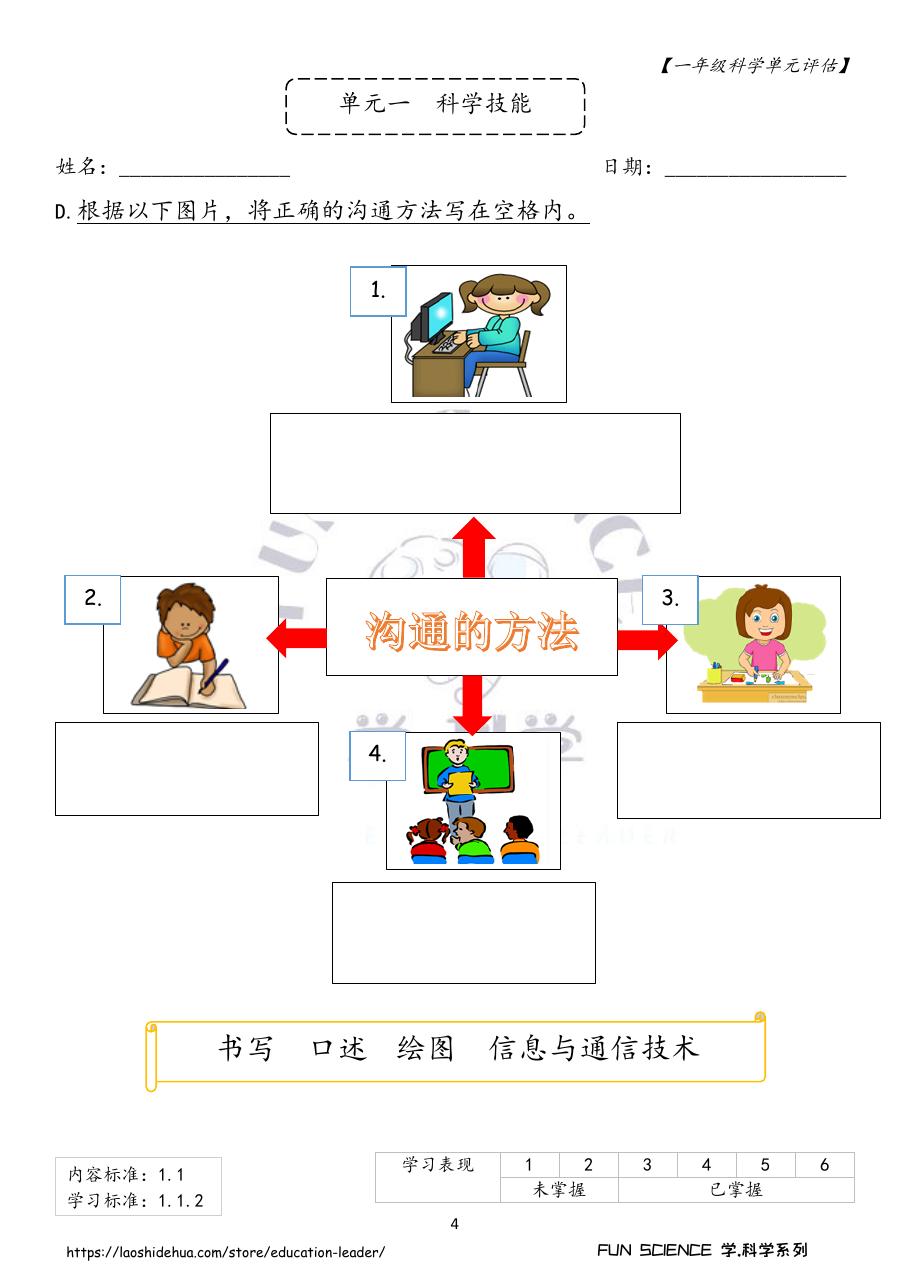 【一年级科学单元评估】
单元一 科学技能
姓名：________________ 日期：_________________
D.根据以下图片，将正确的沟通方法写在空格内。
1.
2.
沟通的方法
3.
4.
书写 口述 绘图 信息与通信技术
内容标准：1.1
学习标准：1.1.2
学习表现 1 2 3 4 5 6
未掌握 已掌握
4
https://laoshidehua.com/store/education-leader/
FUN SCIENCE 学.科学系列